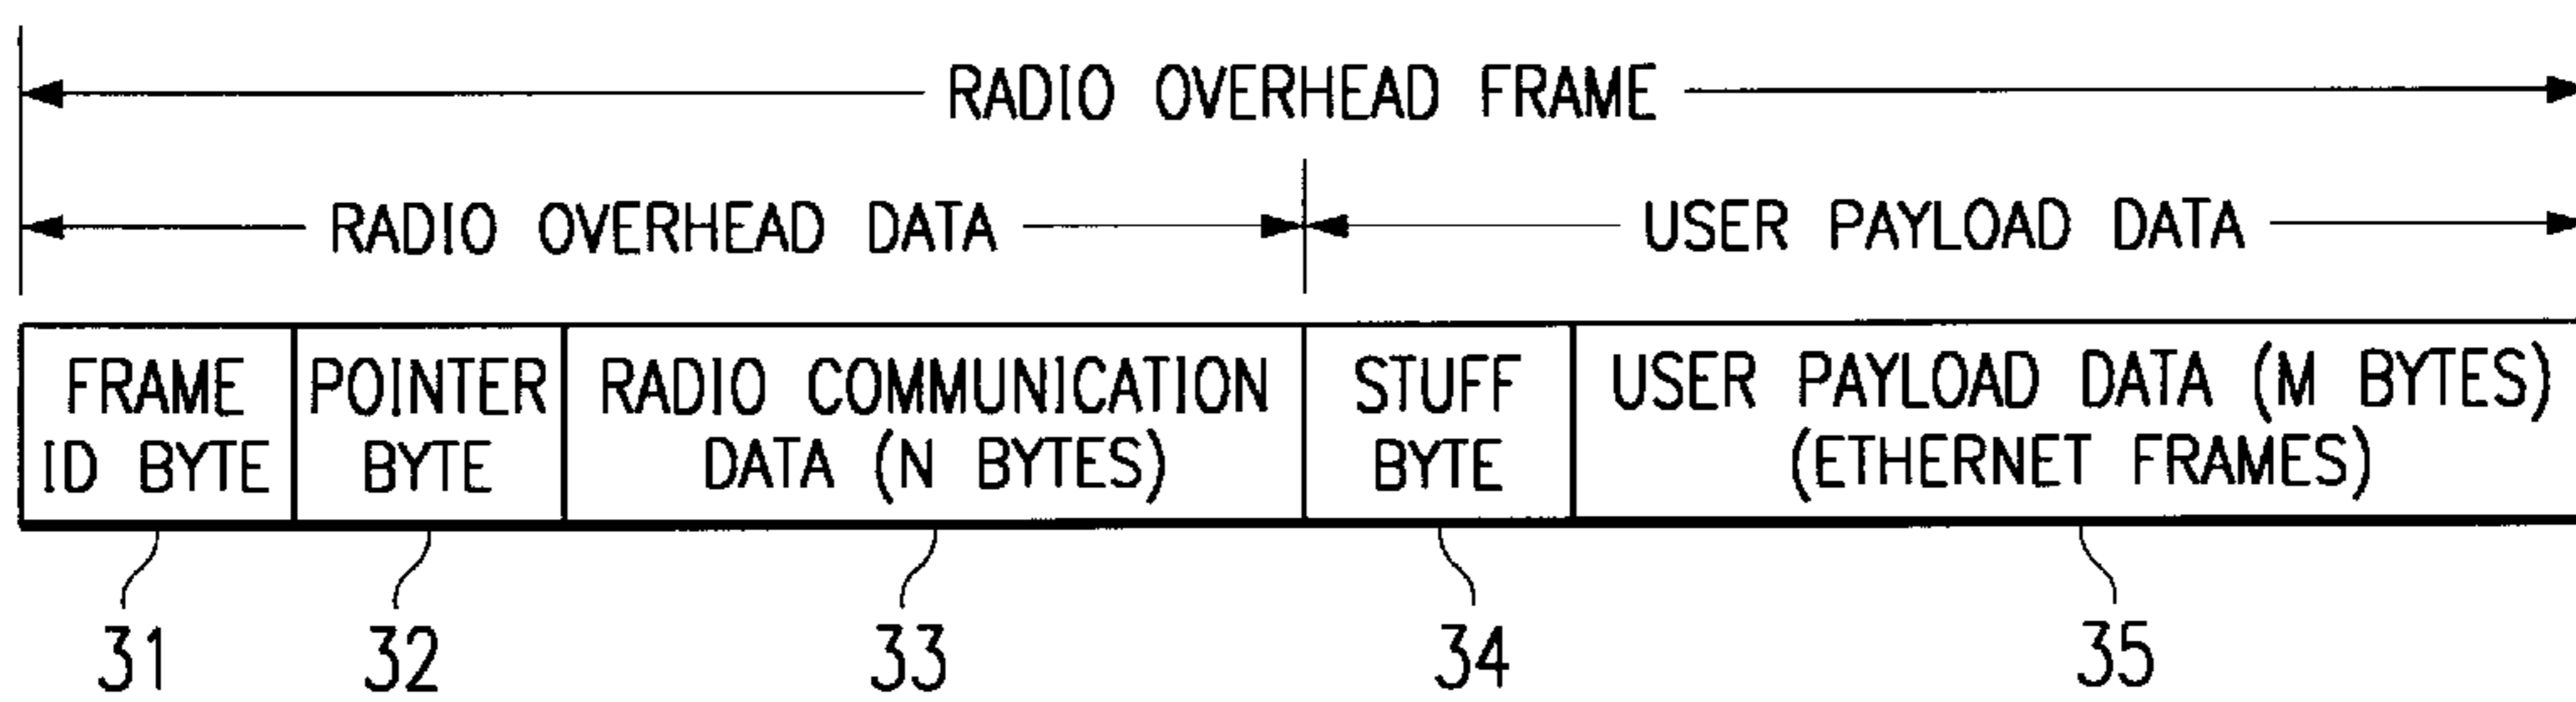 RADIO OVERHEAD FRAME
RADIO OVERHEAD DATA
USER PAYLOAD DATA
FRAME
ID BYTE
POINTER
BYTE
RADIO COMMUNICATION
DATA (N BYTES)
STUFF
BYTE
USER PAYLOAD DATA (M BYTES)
(ETHERNET FRAMES)
31
32
33
34
35